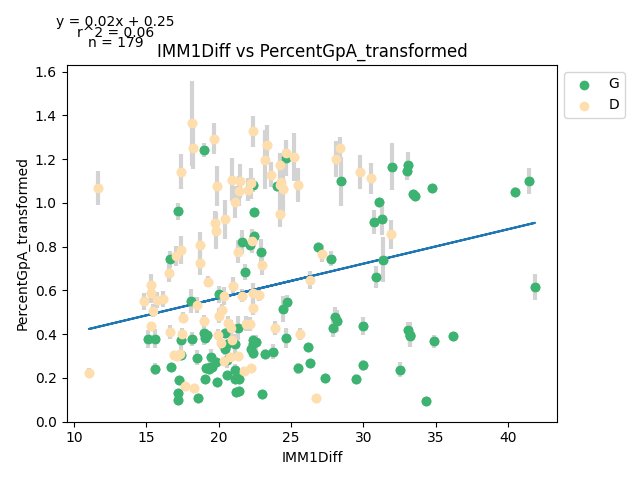 y = 0.02x + 0.25
r^2 = 0.06
n = 179
IMM1Diff vs PercentGpA_transformed
1.6
1.4
1.2
1.0
0.8
0.6
0.4
0.2
0.0
PercentGpA_transformed
10 15 20 25 30 35 40
IMM1Diff
G
D